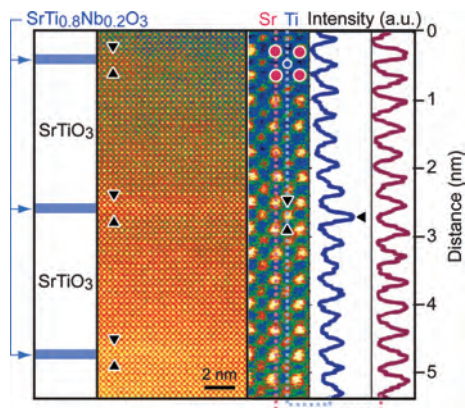 SrTi0.8Nb0.2O3
Sr Ti Intensity (a.u.)
SrTiO3
SrTiO3
2 nm
0
1
2
3
4
5
Distance (nm)